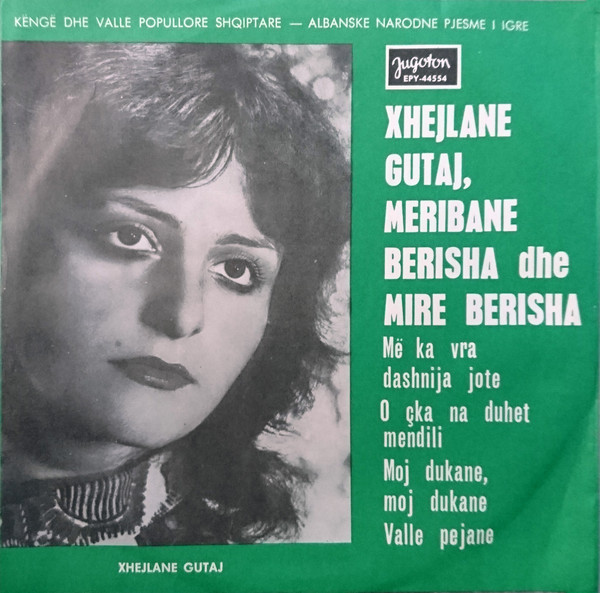 KËNGË DHE VALLE POPULLORE SHQIPTARE — ALBANSKE NARODNE PJESME I IGRE
Jugoton
EPY-44554
XHEJLANE
GUTAJ,
MERIBANE
BERISHA dhe
MIRE BERISHA
Më ka vra
dashnija jote
O çka na duhet
mendili
Moj dukane,
moj dukane
Valle pejane
XHEJLANE GUTAJ